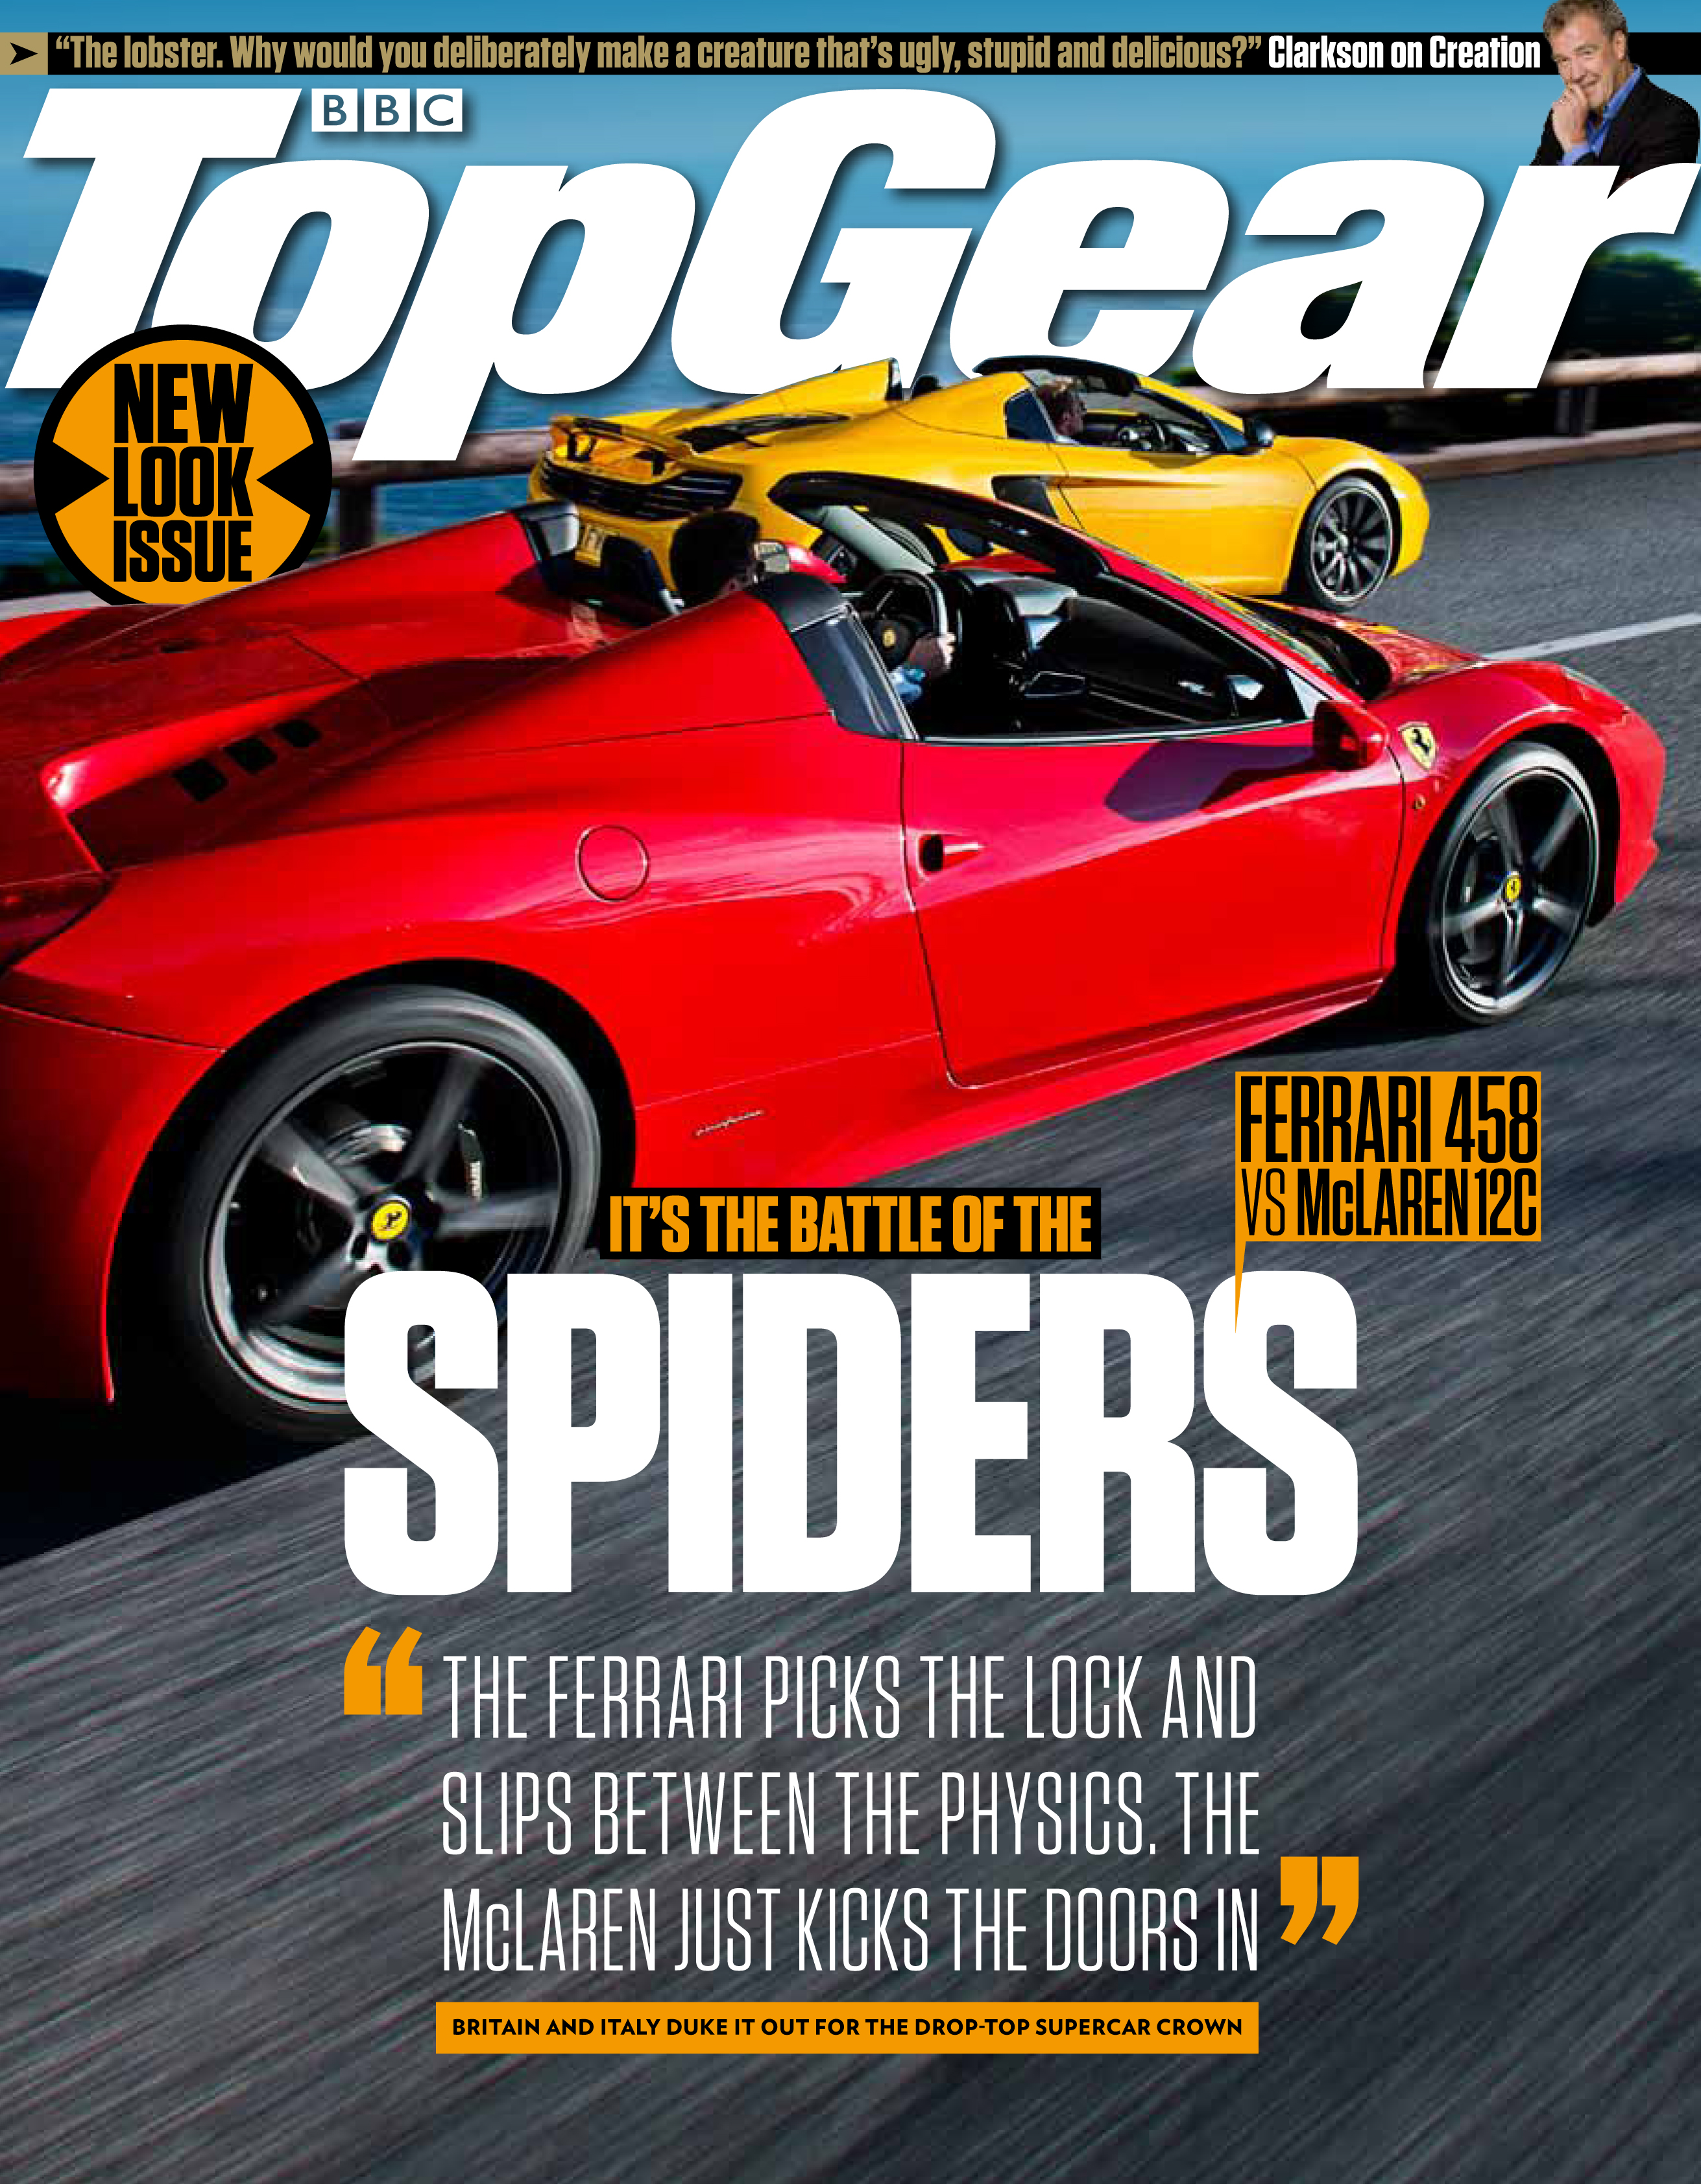 “The lobster. Why would you deliberately make a creature that’s ugly, stupid and delicious?” Clarkson on Creation
BBC
TopGear
NEW
LOOK
ISSUE
FERRARI 458
VS McLAREN 12C
IT’S THE BATTLE OF THE
SPIDERS
“THE FERRARI PICKS THE LOCK AND
SLIPS BETWEEN THE PHYSICS. THE
McLAREN JUST KICKS THE DOORS IN”
BRITAIN AND ITALY DUKE IT OUT FOR THE DROP-TOP SUPERCAR CROWN